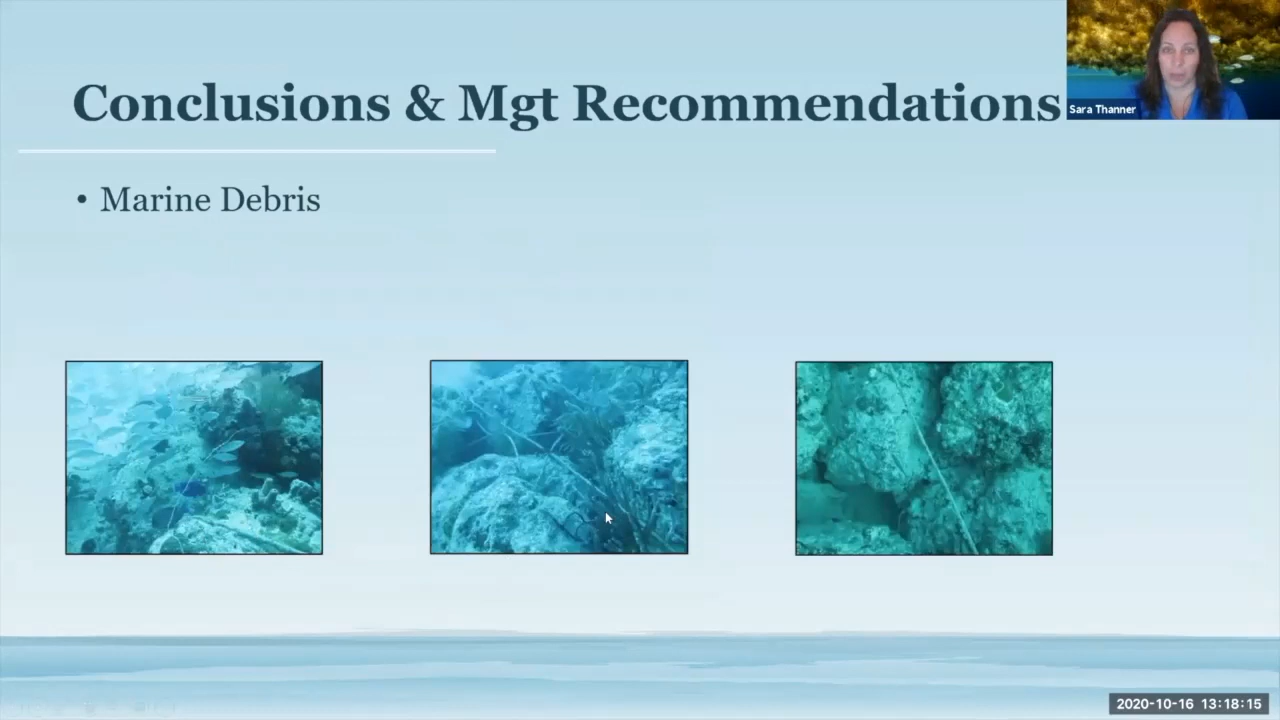 Conclusions & Mgt Recommendations
Sara Thanner
• Marine Debris
2020-10-16 13:18:15